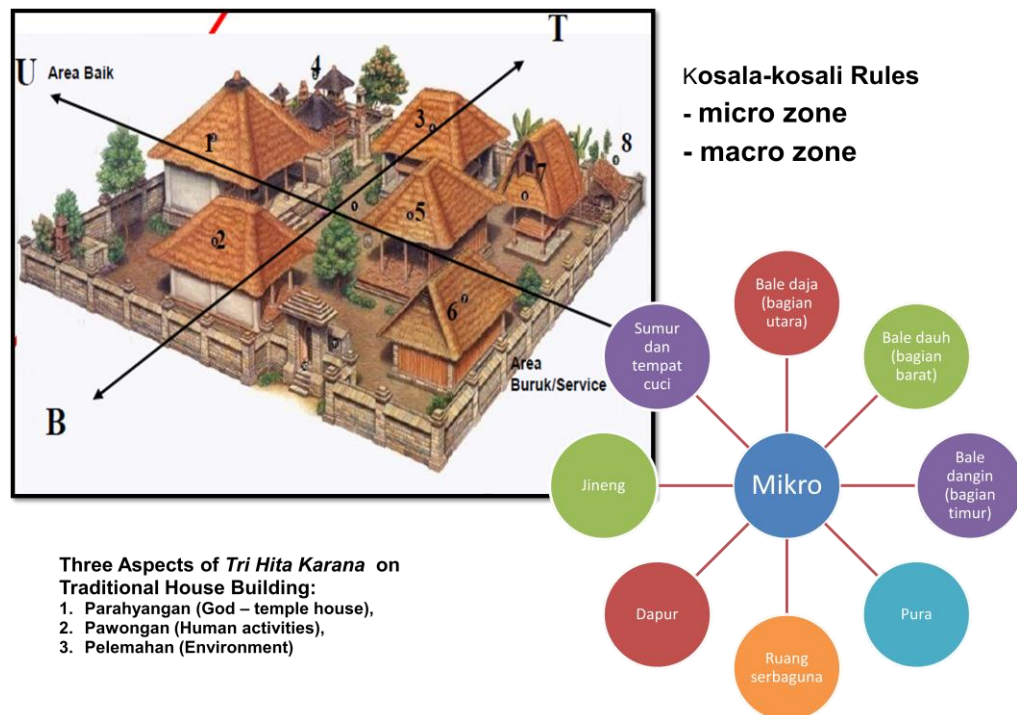 T
U Area Baik
4
3
8
1
7
5
2
6
Area
Buruk/Service
B
Kosala-kosali Rules
- micro zone
- macro zone
Bale daja
(bagian
utara)
Bale dauh
(bagian
barat)
Bale
dangin
(bagian
timur)
Pura
Ruang
serbaguna
Dapur
Jineng
Sumur
dan
tempat
cuci
Mikro
Three Aspects of Tri Hita Karana on
Traditional House Building:
1. Parahyangan (God – temple house),
2. Pawongan (Human activities),
3. Pelemahan (Environment)